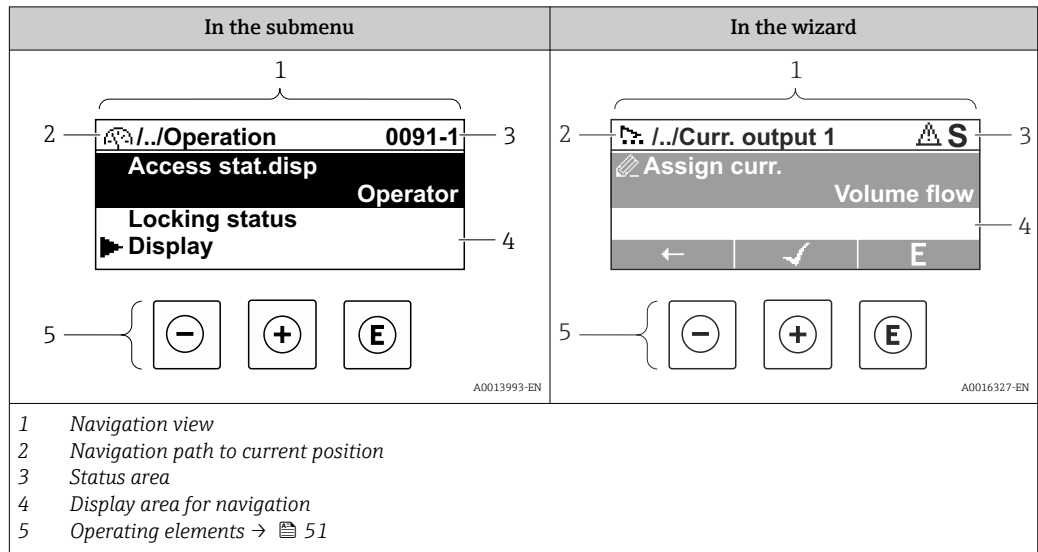 In the submenu
In the wizard
1
2
/../Operation 0091-1
3
Access stat.disp
Operator
Locking status
Display
4
5
E
A0013993-EN
1
2
/../Curr. output 1 S
3
Assign curr.
Volume flow
4
← ✓ E
5
E
A0016327-EN
1 Navigation view
2 Navigation path to current position
3 Status area
4 Display area for navigation
5 Operating elements → 51